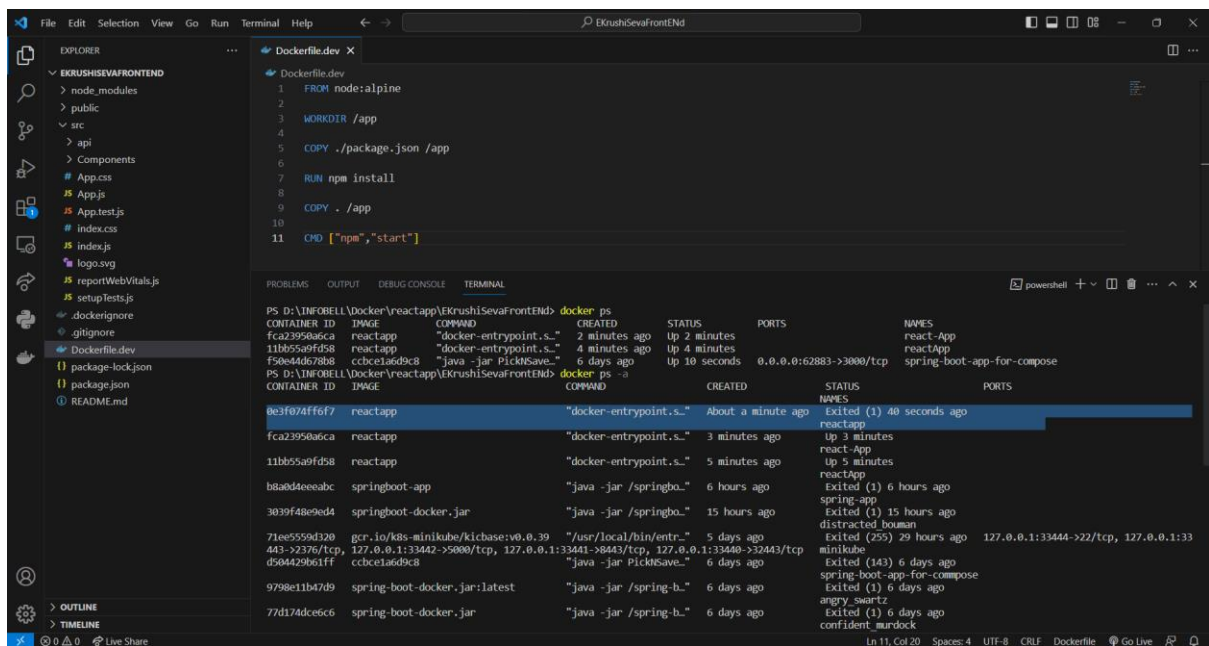 File Edit Selection View Go Run Terminal Help
EKrushiSevaFrontENd
EXPLORER
EKRUSHISEVAFRONTEND
node_modules
public
src
api
Components
# App.css
JS App.js
JS App.test.js
# index.css
JS index.js
logo.svg
JS reportWebVitals.js
JS setupTests.js
.dockerignore
.gitignore
Dockerfile.dev
{} package-lock.json
{} package.json
README.md
OUTLINE
TIMELINE
Dockerfile.dev
Dockerfile.dev
1 FROM node:alpine
2
3 WORKDIR /app
4
5 COPY ./package.json /app
6
7 RUN npm install
8
9 COPY . /app
10
11 CMD ["npm","start"]
PROBLEMS OUTPUT DEBUG CONSOLE TERMINAL
powershell
PS D:\INFOBELL\Docker\reactapp\EKrushiSevaFrontENd> docker ps
CONTAINER ID IMAGE COMMAND CREATED STATUS PORTS NAMES
fca23950a6ca reactapp "docker-entrypoint.s…" 2 minutes ago Up 2 minutes react-App
11bb55a9fd58 reactapp "docker-entrypoint.s…" 4 minutes ago Up 4 minutes reactApp
f50e44d678b8 ccbce1a6d9c8 "java -jar PickNSave…" 6 days ago Up 10 seconds 0.0.0.0:62883->3000/tcp spring-boot-app-for-compose
PS D:\INFOBELL\Docker\reactapp\EKrushiSevaFrontENd> docker ps -a
CONTAINER ID IMAGE COMMAND CREATED STATUS PORTS
NAMES
0e3f074ff6f7 reactapp "docker-entrypoint.s…" About a minute ago Exited (1) 40 seconds ago
reactapp
fca23950a6ca reactapp "docker-entrypoint.s…" 3 minutes ago Up 3 minutes
react-App
11bb55a9fd58 reactapp "docker-entrypoint.s…" 5 minutes ago Up 5 minutes
reactApp
b8a0d4eeeabc springboot-app "java -jar /springbo…" 6 hours ago Exited (1) 6 hours ago
spring-app
3039f48e9ed4 springboot-docker.jar "java -jar /springbo…" 15 hours ago Exited (1) 15 hours ago
distracted_bouman
71ee5559d320 gcr.io/k8s-minikube/kicbase:v0.0.39 "/usr/local/bin/entr…" 5 days ago Exited (255) 29 hours ago 127.0.0.1:33444->22/tcp, 127.0.0.1:33
443->2376/tcp, 127.0.0.1:33442->5000/tcp, 127.0.0.1:33441->8443/tcp, 127.0.0.1:33440->32443/tcp minikube
d504429b61ff ccbce1a6d9c8 "java -jar PickNSave…" 6 days ago Exited (143) 6 days ago
spring-boot-app-for-commpose
9798e11b47d9 spring-boot-docker.jar:latest "java -jar /spring-b…" 6 days ago Exited (1) 6 days ago
angry_swartz
77d174dce6c6 spring-boot-docker.jar "java -jar /spring-b…" 6 days ago Exited (1) 6 days ago
confident_murdock
0 0 Live Share
Ln 11, Col 20 Spaces: 4 UTF-8 CRLF Dockerfile Go Live